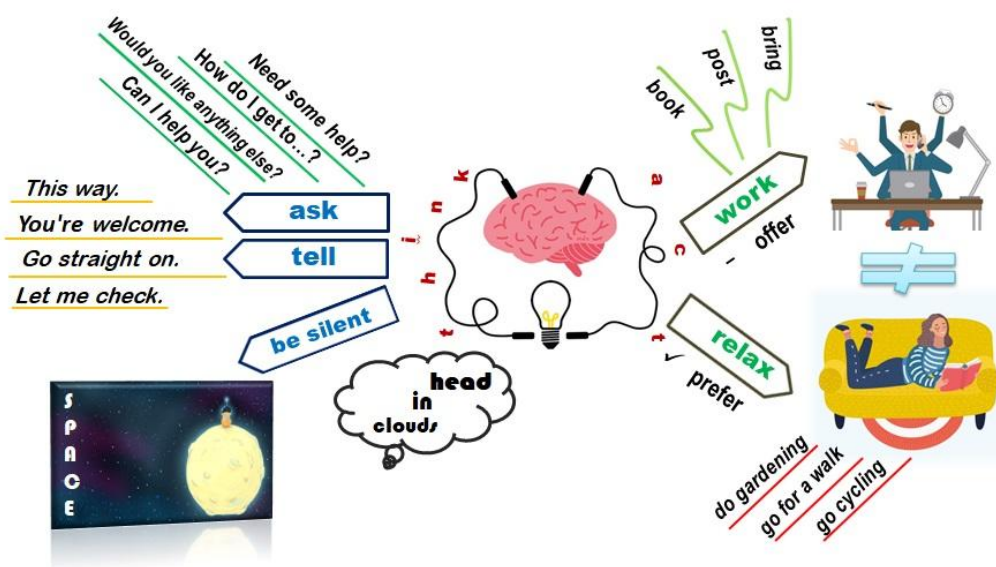 Would you like anything else?
Can I help you?
How do I get to...?
Need some help?
This way.
You're welcome.
Go straight on.
Let me check.
ask
tell
be silent
think
act
head
in
clouds
SPACE
book
post
bring
work
- offer
relax
✓ prefer
do gardening
go for a walk
go cycling